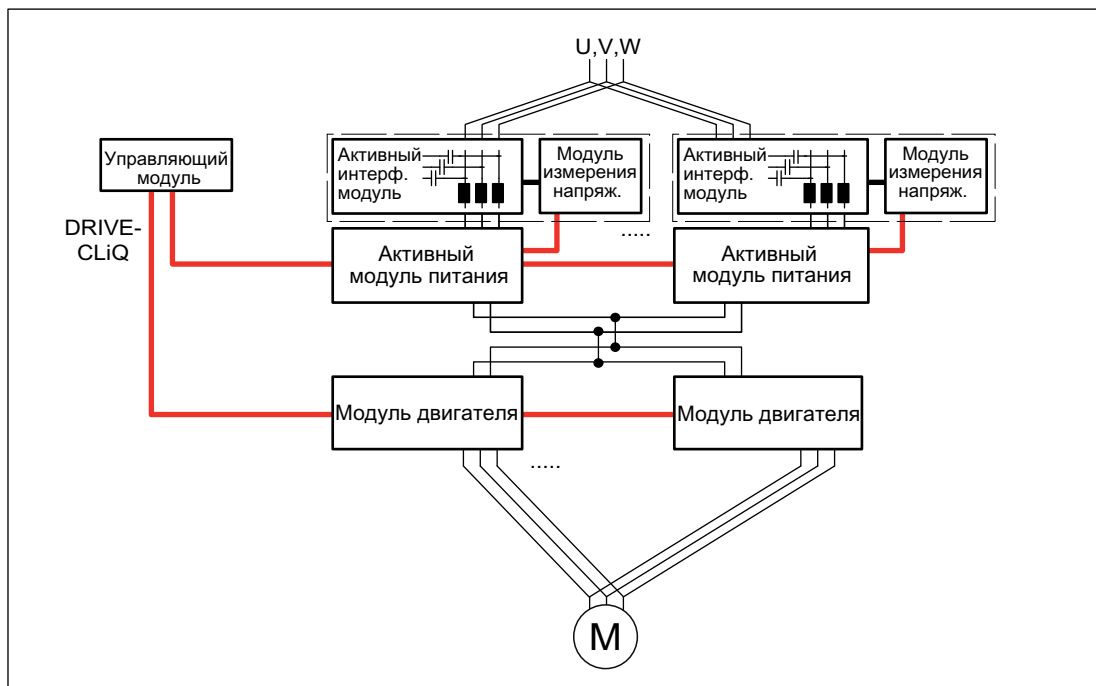 U,V,W
Управляющий
модуль
DRIVE-
CLiQ
Активный
интерф.
модуль
Модуль
измерения
напряж.
Активный
интерф.
модуль
Модуль
измерения
напряж.
.....
Активный
модуль питания
Активный
модуль питания
Модуль двигателя
Модуль двигателя
.....
M